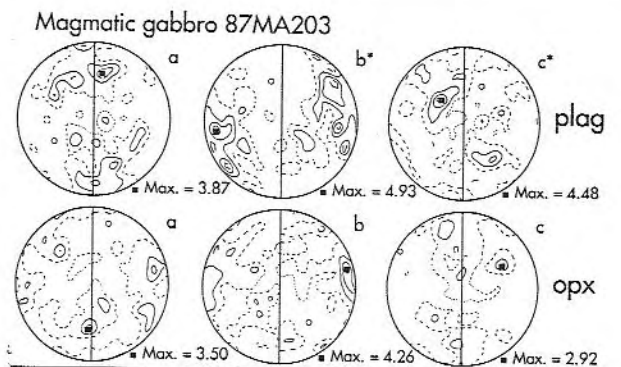 Magmatic gabbro 87MA203
a b* c*
plag
■ Max. = 3.87 ■ Max. = 4.93 ■ Max. = 4.48
a b c
opx
■ Max. = 3.50 ■ Max. = 4.26 ■ Max. = 2.92